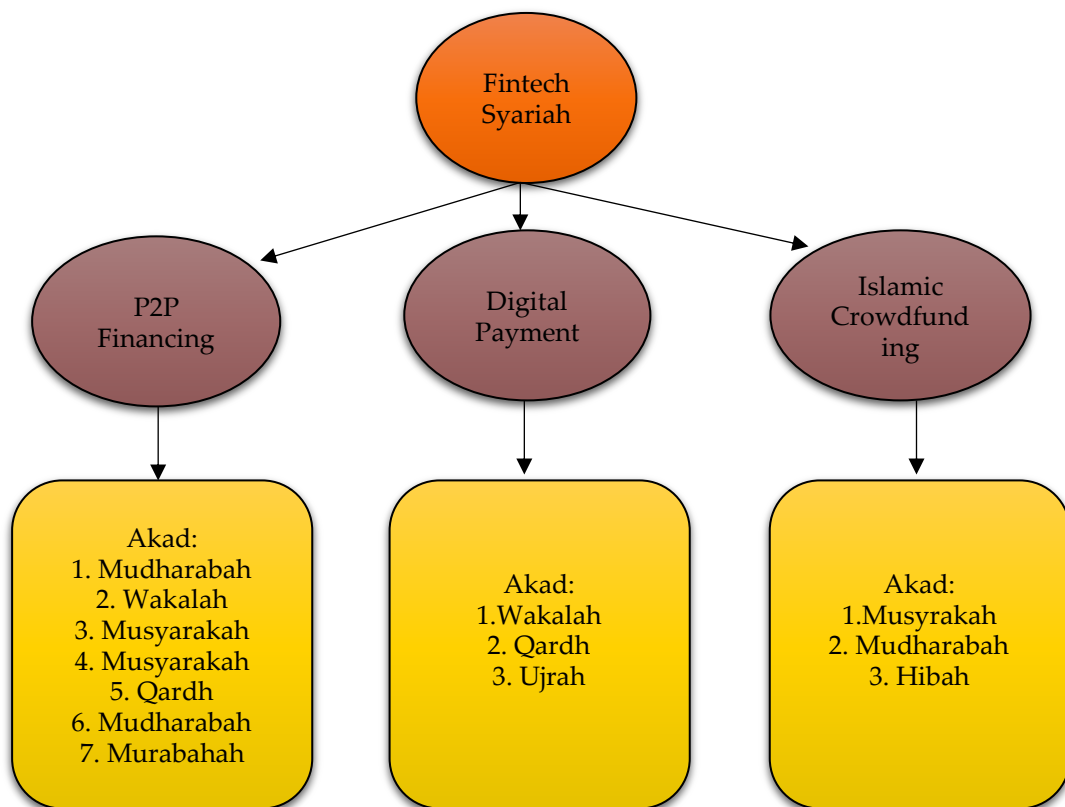 Fintech
Syariah
P2P
Financing
Digital
Payment
Islamic
Crowdfund
ing
Akad:
1. Mudharabah
2. Wakalah
3. Musyarakah
4. Musyarakah
5. Qardh
6. Mudharabah
7. Murabahah
Akad:
1.Wakalah
2. Qardh
3. Ujrah
Akad:
1.Musyrakah
2. Mudharabah
3. Hibah